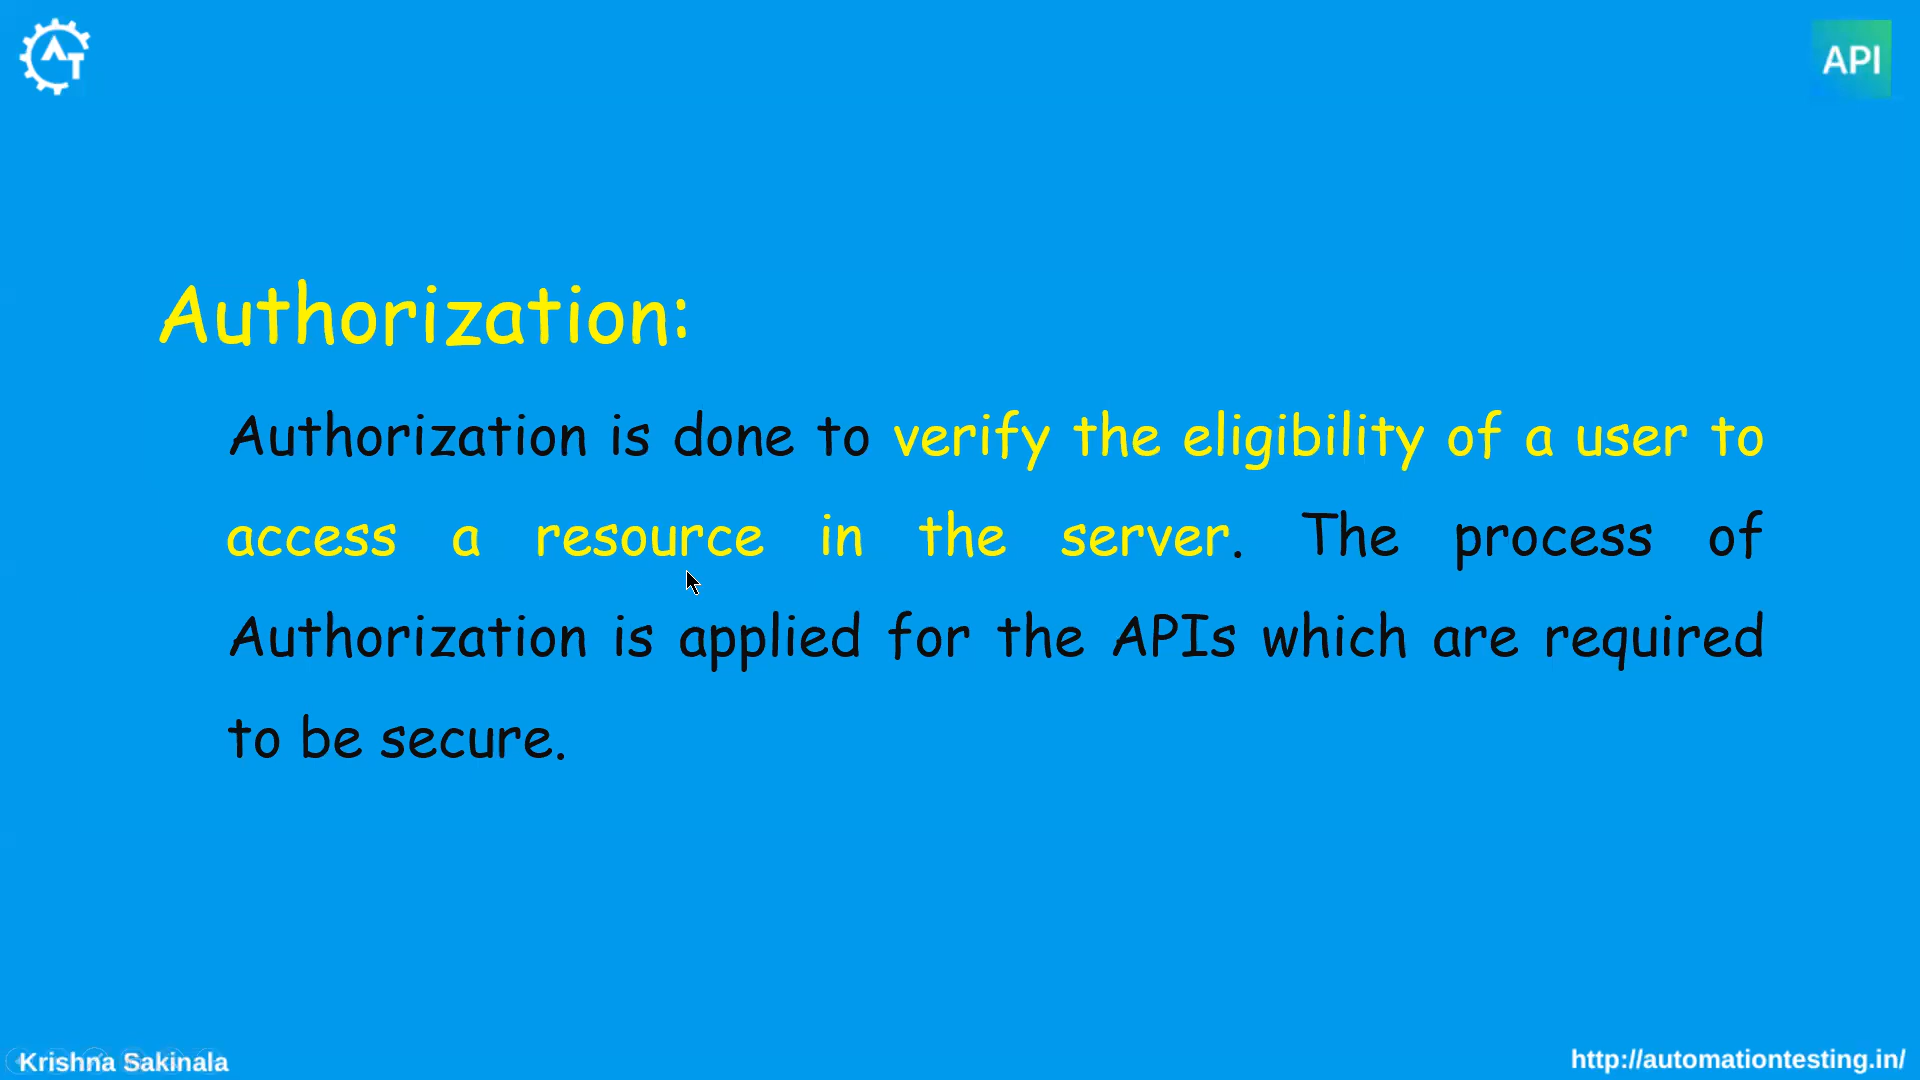 AT
API
Authorization:
Authorization is done to verify the eligibility of a user to
access a resource in the server. The process of
Authorization is applied for the APIs which are required
to be secure.
Krishna Sakinala
http://automationtesting.in/